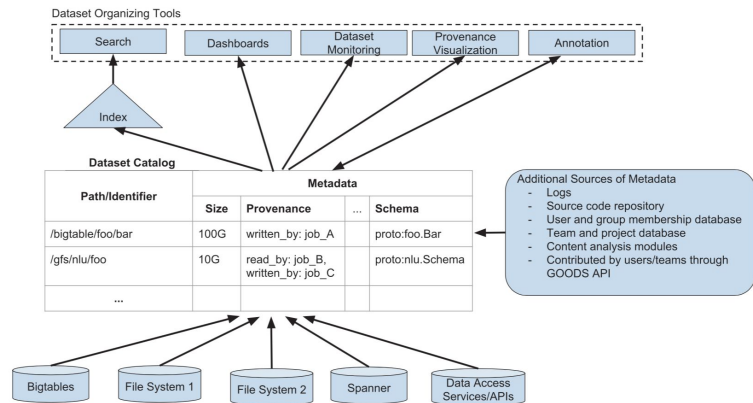 Dataset Organizing Tools
Search
Dashboards
Dataset
Monitoring
Provenance
Visualization
Annotation
Index
Dataset Catalog
Path/Identifier
Metadata
Size
Provenance
...
Schema
/bigtable/foo/bar
100G
written_by: job_A
proto:foo.Bar
/gfs/nlu/foo
10G
read_by: job_B,
written_by: job_C
proto:nlu.Schema
...
Additional Sources of Metadata
- Logs
- Source code repository
- User and group membership database
- Team and project database
- Content analysis modules
- Contributed by users/teams through
GOODS API
Bigtables
File System 1
File System 2
Spanner
Data Access
Services/APIs